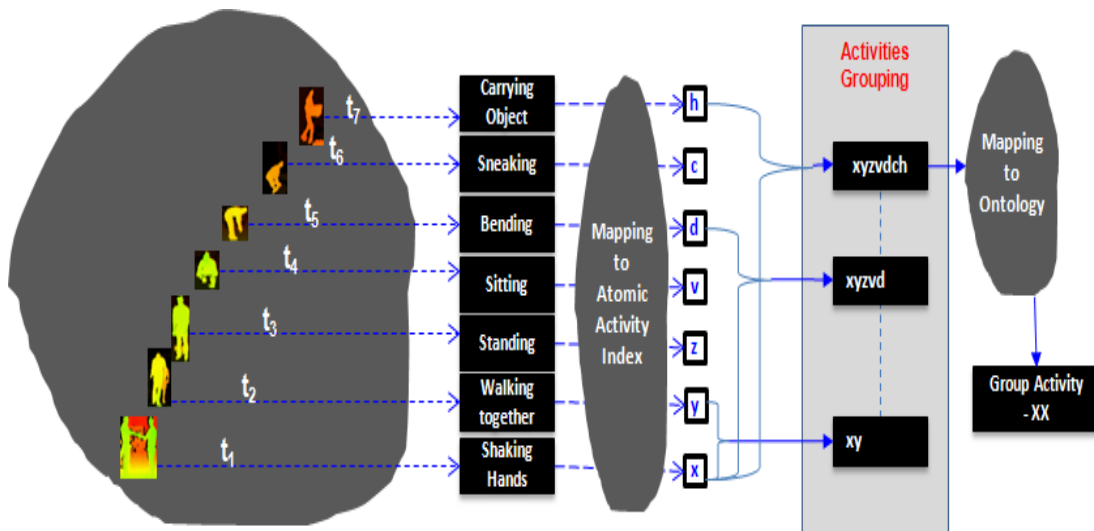 t7
t6
t5
t4
t3
t2
t1
Carrying
Object
Sneaking
Bending
Sitting
Standing
Walking
together
Shaking
Hands
Mapping
to
Atomic
Activity
Index
h
c
d
v
z
y
x
Activities
Grouping
xyzvdch
xyzvd
xy
Mapping
to
Ontology
Group Activity
- XX